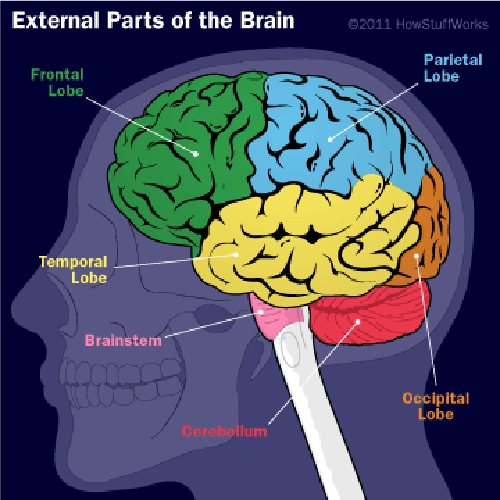 External Parts of the Brain
©2011 HowStuffWorks
Parietal
Lobe
Frontal
Lobe
Temporal
Lobe
Brainstem
Occipital
Lobe
Cerebellum